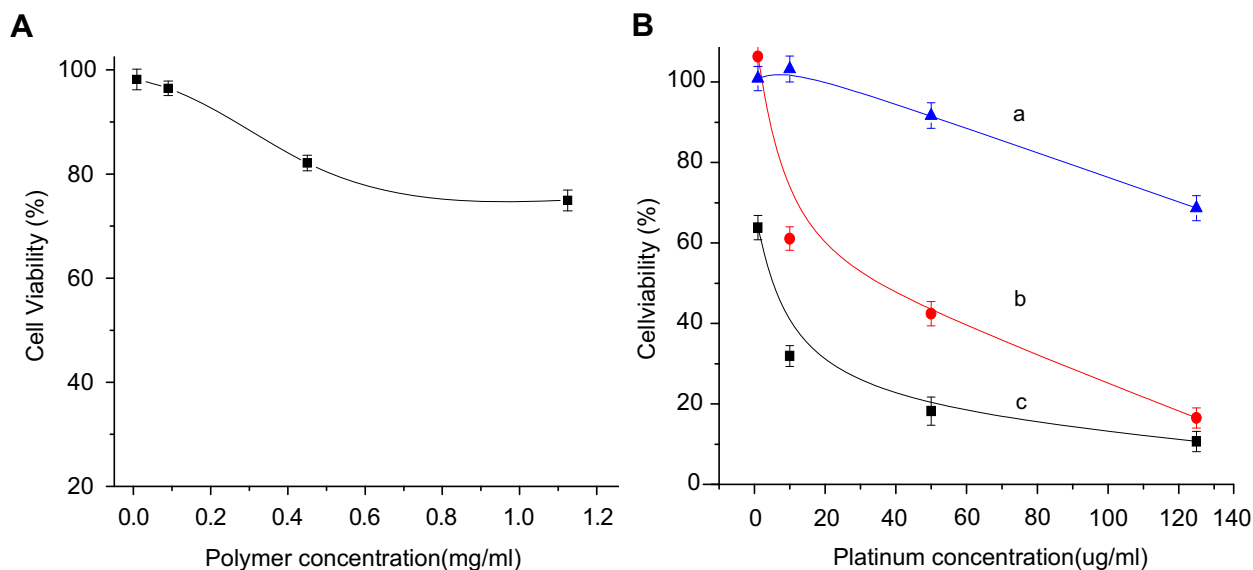 A
100
80
60
40
20
0.0 0.2 0.4 0.6 0.8 1.0 1.2
Cell Viability (%)
Polymer concentration(mg/ml)
B
100
80
60
40
20
0
0 20 40 60 80 100 120 140
Cellviability (%)
Platinum concentration(ug/ml)
a
b
c